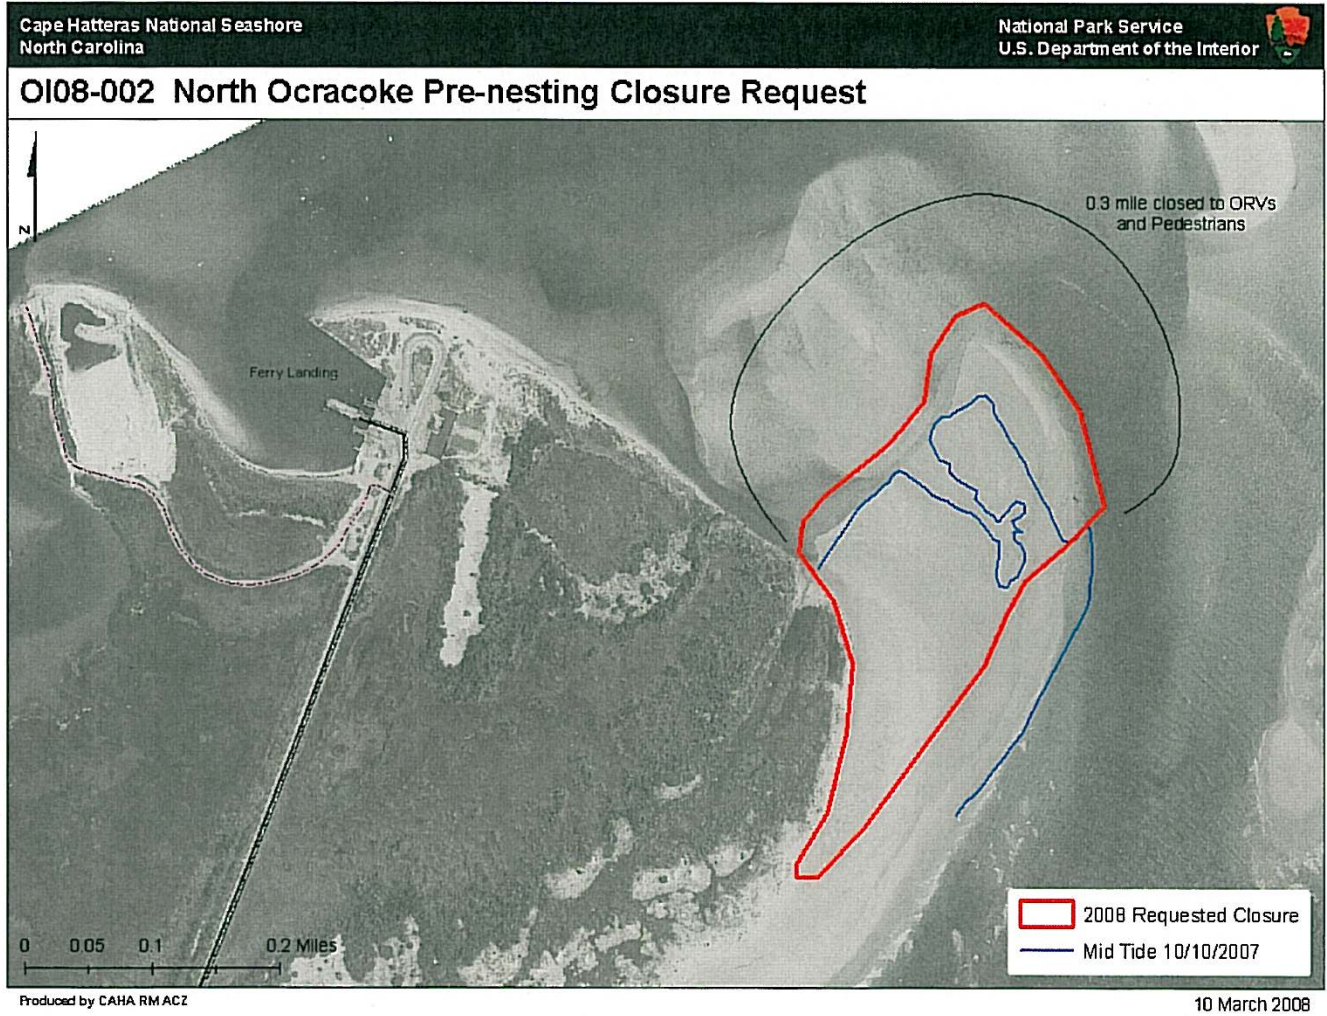 Cape Hatteras National Seashore
North Carolina
National Park Service
U.S. Department of the Interior
OI08-002 North Ocracoke Pre-nesting Closure Request
N
0.3 mile closed to ORVs
and Pedestrians
Ferry Landing
2008 Requested Closure
Mid Tide 10/10/2007
0 0.05 0.1 0.2 Miles
Produced by CAHA RM ACZ
10 March 2008